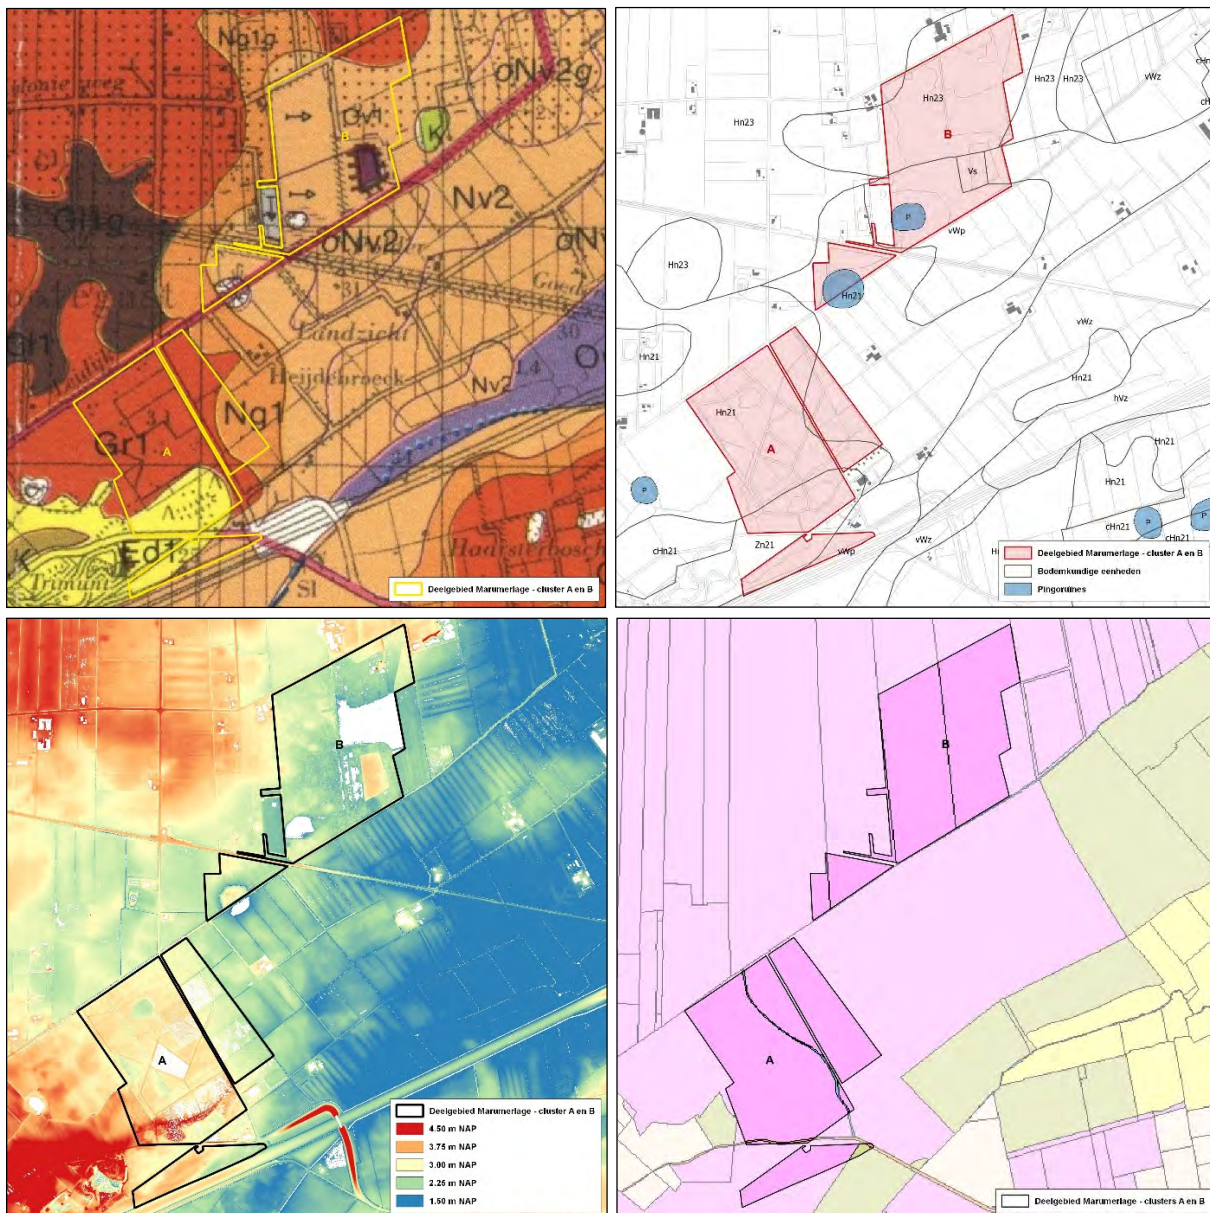 Ng1g
oNv2g
Ov1
B
K
Nv2
oNv2
Landzicht
Heijdebroeck
Nv2
Ng1
Gr1
A
Ed1
Trimunt
Sl
Haarsterbosch
Deelgebied Marumerlage - cluster A en B
Hn23
Hn23
Hn23
vWz
cHn
Hn23
B
Vs
P
vWp
Hn23
Hn21
vWz
Hn21
Hn21
hVz
Hn21
A
Hn21
P
Hn21
cHn21
P
P
cHn21
Zn21
vWp
vWz
cHn21
Deelgebied Marumerlage - cluster A en B
Bodemkundige eenheden
Pingoruïnes
B
A
Deelgebied Marumerlage - cluster A en B
4.50 m NAP
3.75 m NAP
3.00 m NAP
2.25 m NAP
1.50 m NAP
B
A
Deelgebied Marumerlage - clusters A en B